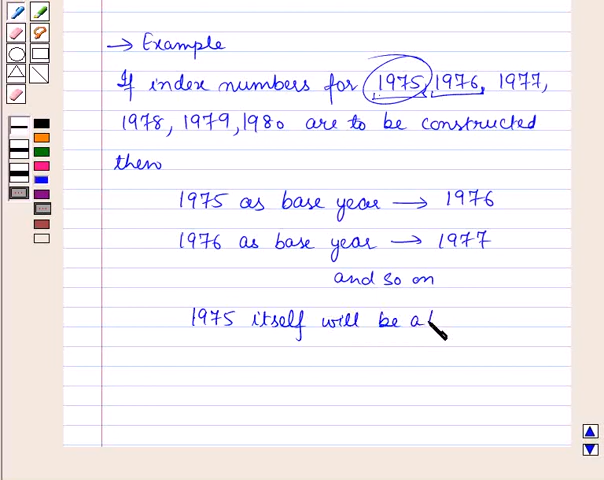 → Example
If index numbers for 1975, 1976, 1977,
1978, 1979, 1980 are to be constructed
then
1975 as base year → 1976
1976 as base year → 1977
and so on
1975 itself will be